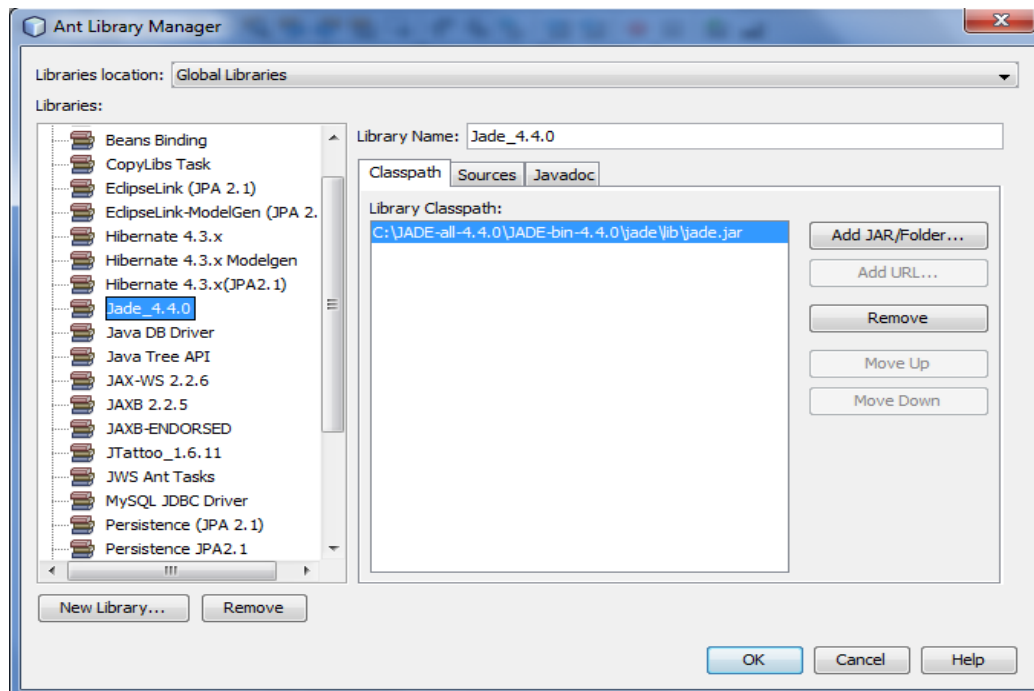 Ant Library Manager
Libraries location: Global Libraries
Libraries:
Beans Binding
CopyLibs Task
EclipseLink (JPA 2.1)
EclipseLink-ModelGen (JPA 2.
Hibernate 4.3.x
Hibernate 4.3.x Modelgen
Hibernate 4.3.x(JPA2.1)
Jade_4.4.0
Java DB Driver
Java Tree API
JAX-WS 2.2.6
JAXB 2.2.5
JAXB-ENDORSED
JTattoo_1.6.11
JWS Ant Tasks
MySQL JDBC Driver
Persistence (JPA 2.1)
Persistence JPA2.1
New Library... Remove
Library Name: Jade_4.4.0
Classpath Sources Javadoc
Library Classpath:
C:\JADE-all-4.4.0\JADE-bin-4.4.0\jade\lib\jade.jar
Add JAR/Folder...
Add URL...
Remove
Move Up
Move Down
OK Cancel Help